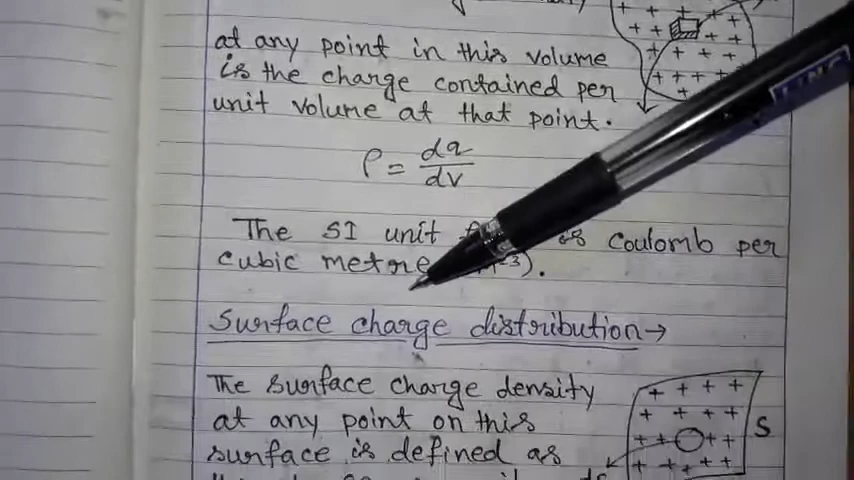 at any point in this volume
is the charge contained per
unit volume at that point.
ρ = dq/dv
The SI unit is Coulomb per
cubic metre m⁻³).
Surface charge distribution→
The surface charge density
at any point on this
S
surface is defined as
LINC